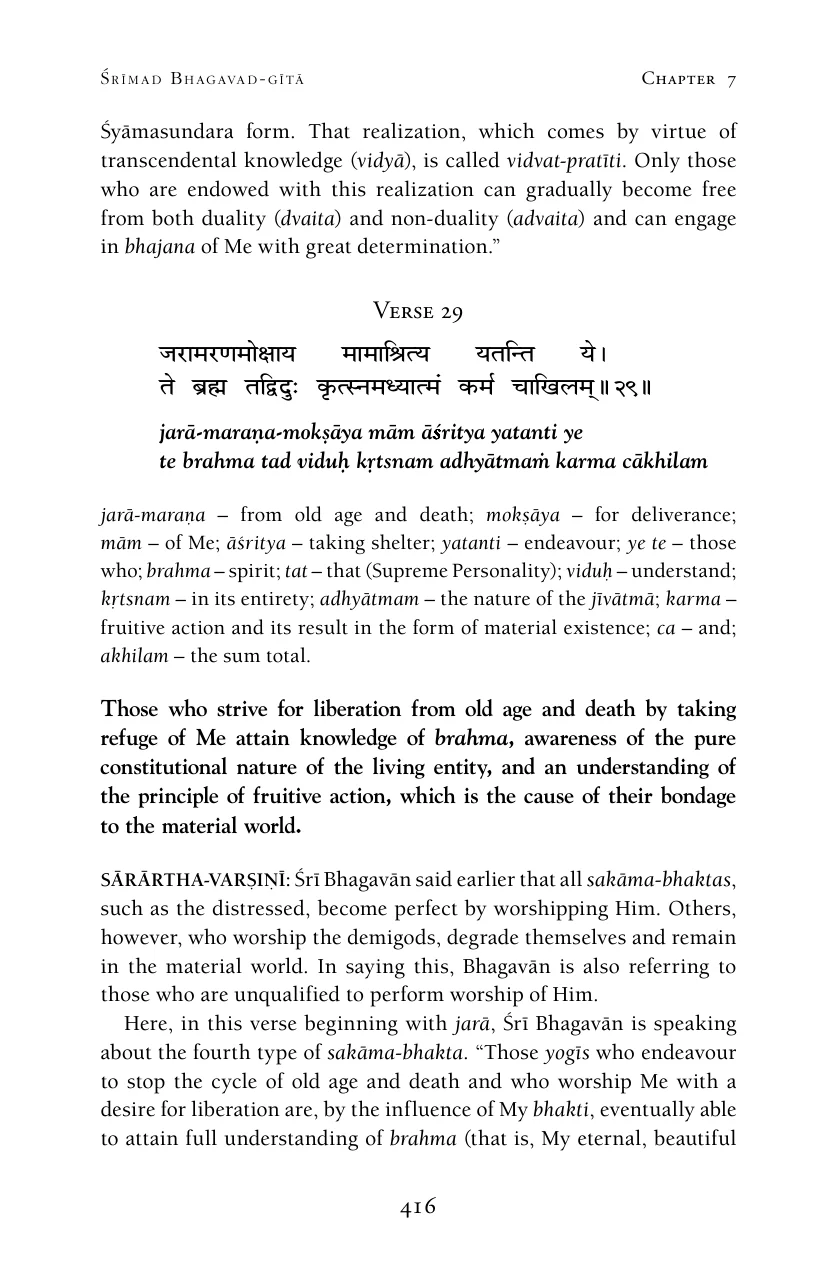 Śrīmad Bhagavad-gītā Chapter 7
Śyāmasundara form. That realization, which comes by virtue of
transcendental knowledge (vidyā), is called vidvat-pratīti. Only those
who are endowed with this realization can gradually become free
from both duality (dvaita) and non-duality (advaita) and can engage
in bhajana of Me with great determination.”
Verse 29
जरामरणमोक्षाय मामाश्रित्य यतन्ति ये।
ते ब्रह्म तद्विदुः कृत्स्नमध्यात्मं कर्म चाखिलम्॥२९॥
jarā-maraṇa-mokṣāya mām āśritya yatanti ye
te brahma tad viduḥ kṛtsnam adhyātmaṁ karma cākhilam
jarā-maraṇa – from old age and death; mokṣāya – for deliverance;
mām – of Me; āśritya – taking shelter; yatanti – endeavour; ye te – those
who; brahma – spirit; tat – that (Supreme Personality); viduḥ – understand;
kṛtsnam – in its entirety; adhyātmam – the nature of the jīvātmā; karma –
fruitive action and its result in the form of material existence; ca – and;
akhilam – the sum total.
Those who strive for liberation from old age and death by taking
refuge of Me attain knowledge of brahma, awareness of the pure
constitutional nature of the living entity, and an understanding of
the principle of fruitive action, which is the cause of their bondage
to the material world.
SĀRĀRTHA-VARṢIṆĪ: Śrī Bhagavān said earlier that all sakāma-bhaktas,
such as the distressed, become perfect by worshipping Him. Others,
however, who worship the demigods, degrade themselves and remain
in the material world. In saying this, Bhagavān is also referring to
those who are unqualified to perform worship of Him.
Here, in this verse beginning with jarā, Śrī Bhagavān is speaking
about the fourth type of sakāma-bhakta. “Those yogīs who endeavour
to stop the cycle of old age and death and who worship Me with a
desire for liberation are, by the influence of My bhakti, eventually able
to attain full understanding of brahma (that is, My eternal, beautiful
416